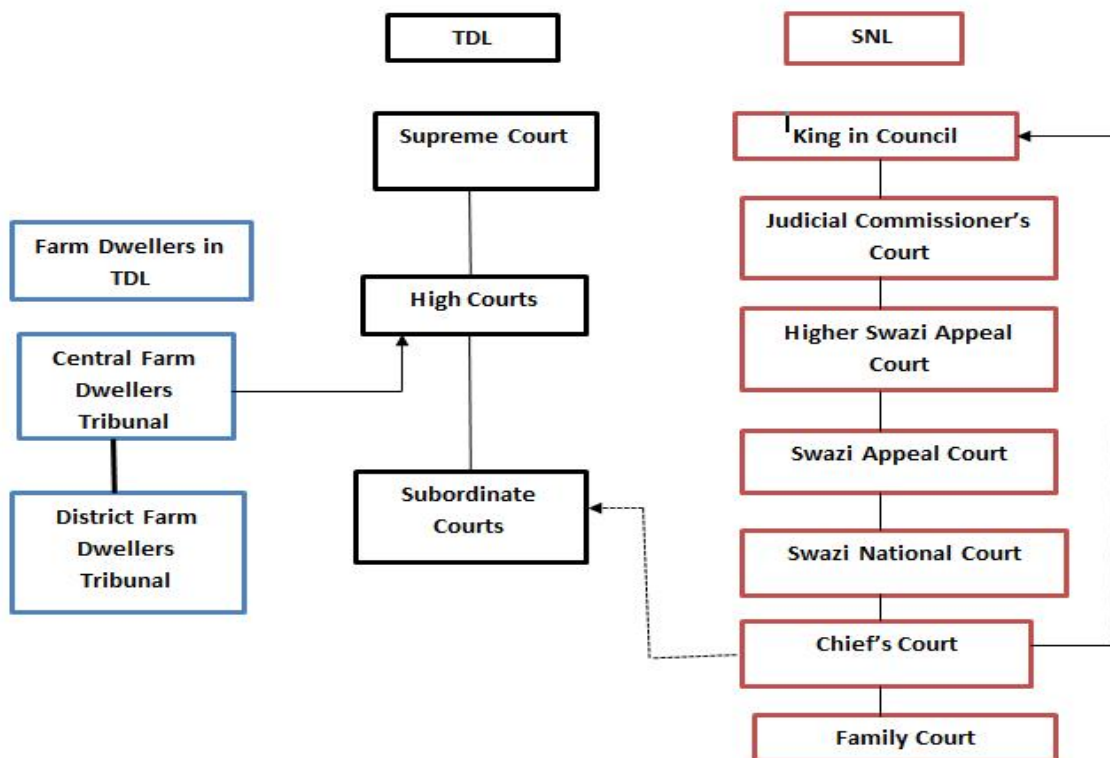 TDL
SNL
Supreme Court
King in Council
Farm Dwellers in
TDL
Judicial Commissioner's
Court
High Courts
Central Farm
Dwellers
Tribunal
Higher Swazi Appeal
Court
Swazi Appeal Court
Subordinate
Courts
District Farm
Dwellers
Tribunal
Swazi National Court
Chief's Court
Family Court